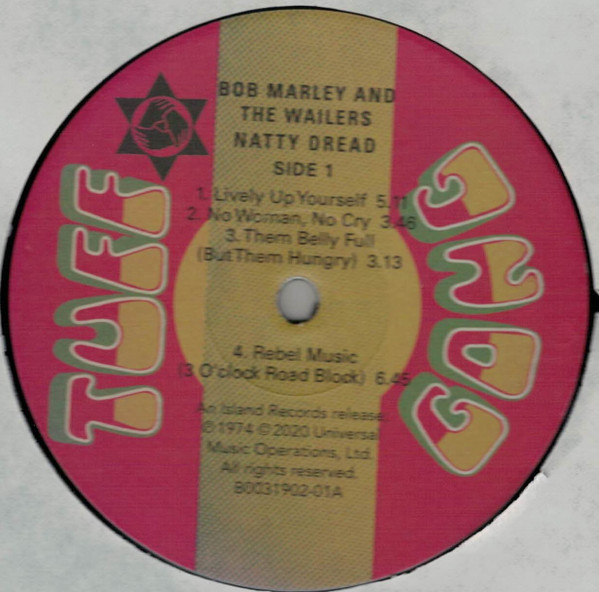 BOB MARLEY AND
THE WAILERS
NATTY DREAD
SIDE 1
1. Lively Up Yourself 5.11
2. No Woman, No Cry 3.46
3. Them Belly Full
(But Them Hungry) 3.13
4. Rebel Music
(3 O'clock Road Block) 6.45
An Island Records release.
℗ 1974 © 2020 Universal
Music Operations, Ltd.
All rights reserved.
B0031902-01A
TUFF
GONG